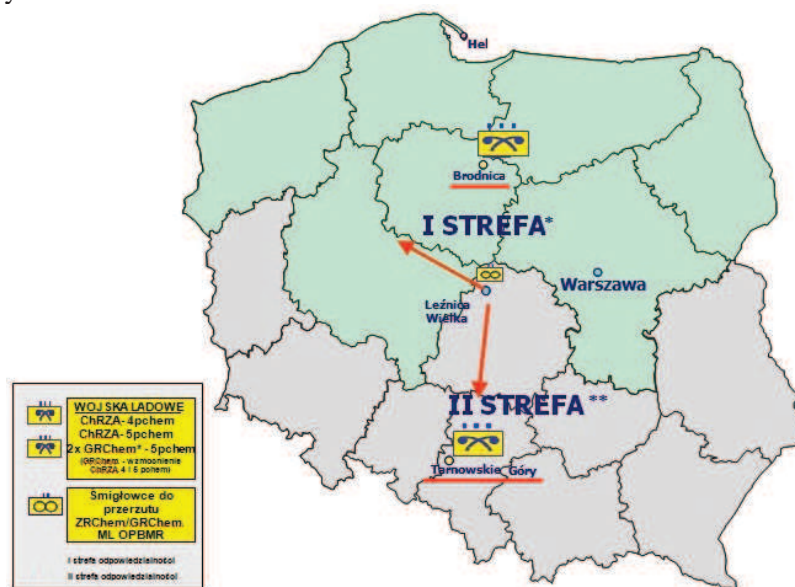 Hel
Brodnica
I STREFA*
Leźnica
Wielka
Warszawa
II STREFA**
Tarnowskie Góry
WOJSKA LADOWE
ChRZA- 4pchem
ChRZA- 5pchem
2x GRChem* - 5pchem
(GRChem. - wzmocnienie
ChRZA 4 i 5 pchem)
Śmigłowce do
przerzutu
ZRChem/GRChem.
ML OPBMR
I strefa odpowiedzialności
II strefa odpowiedzialności